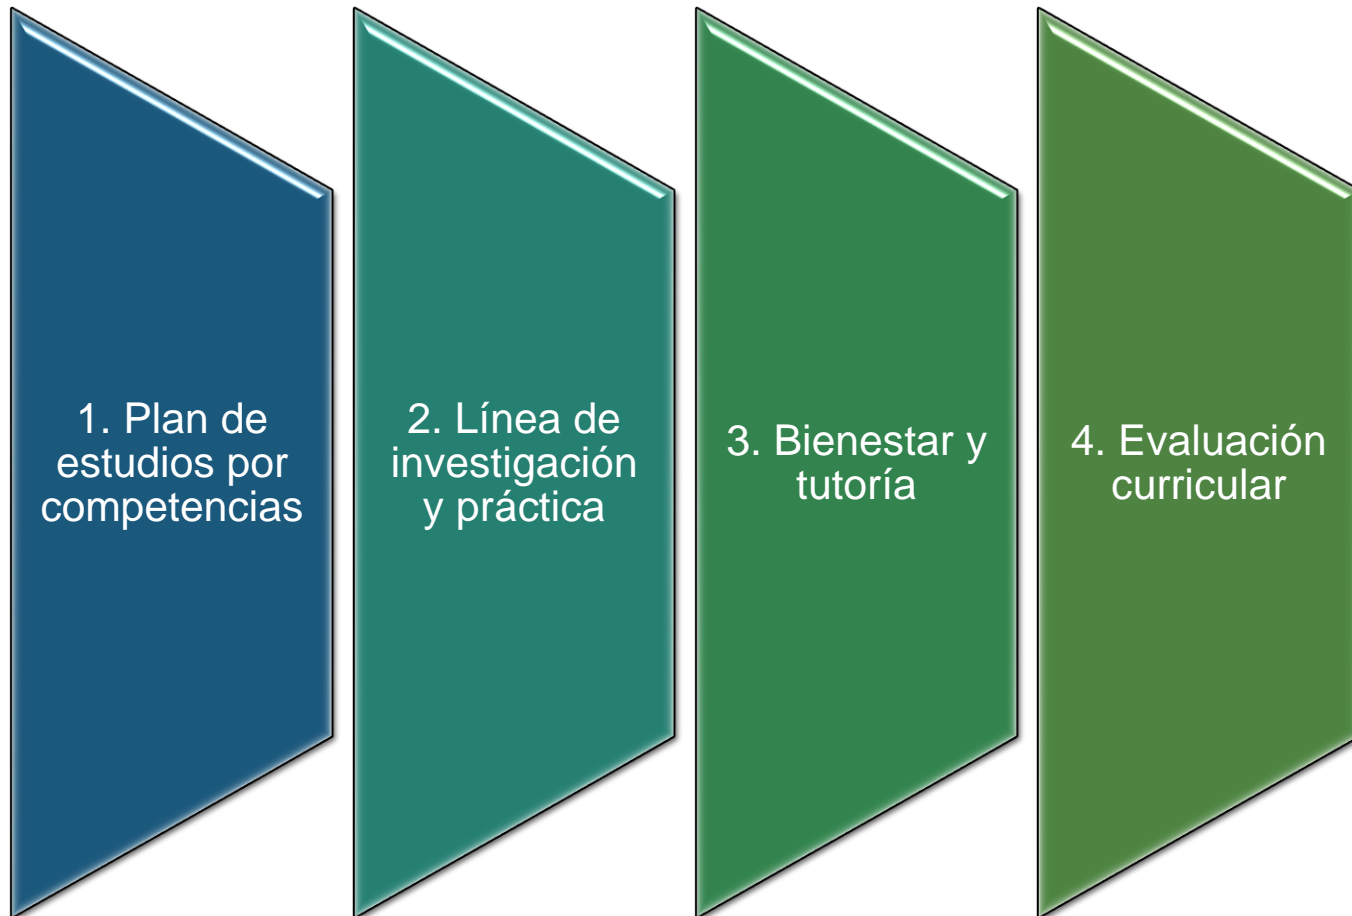 1. Plan de
estudios por
competencias
2. Línea de
investigación
y práctica
3. Bienestar y
tutoría
4. Evaluación
curricular